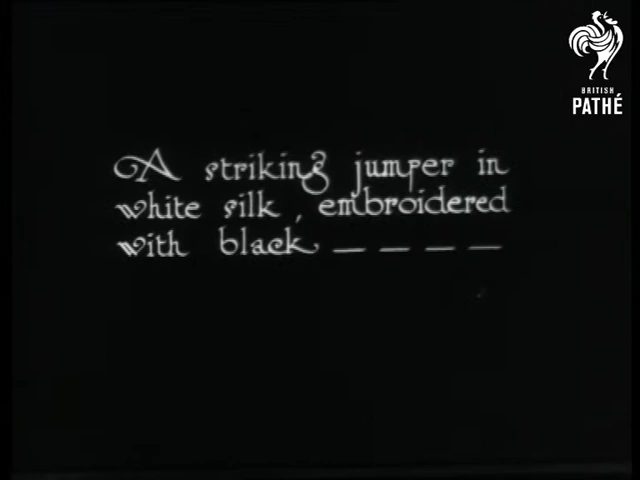 BRITISH
PATHÉ
A striking jumper in
white silk, embroidered
with black — — — —